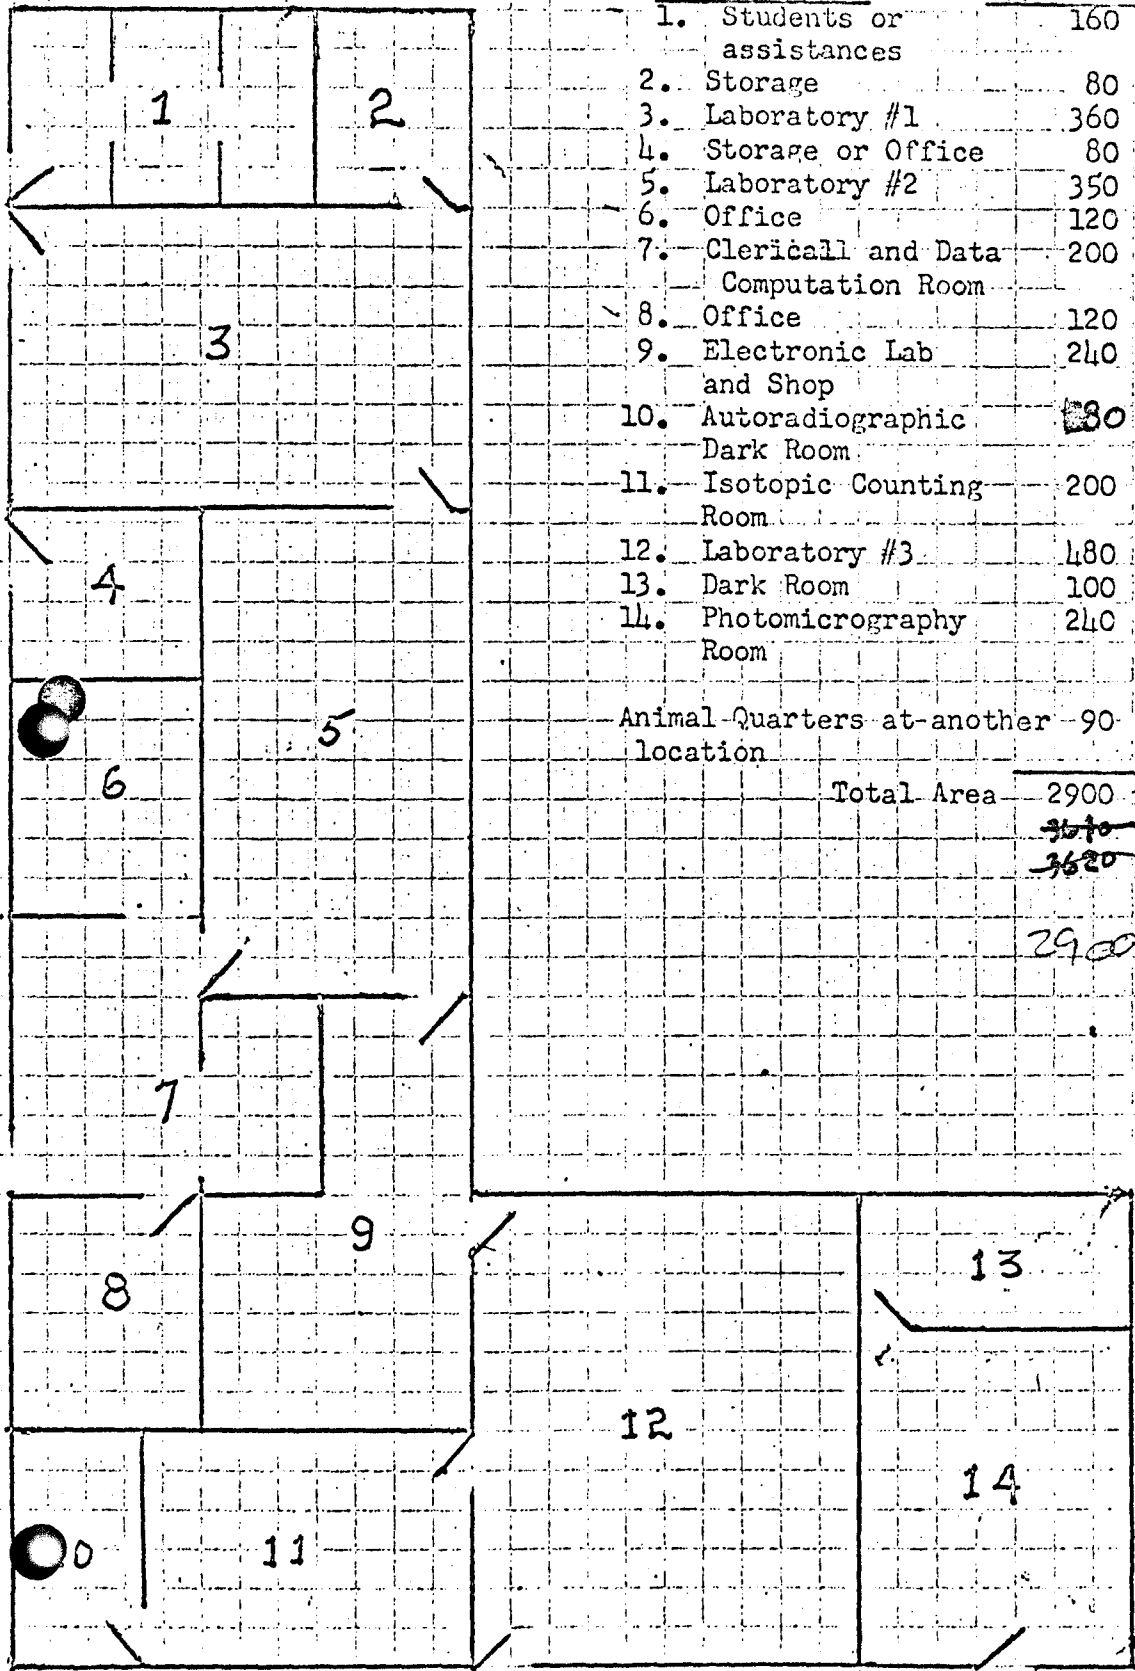 1. Students or 160
assistances
2. Storage 80
3. Laboratory #1 360
4. Storage or Office 80
5. Laboratory #2 350
6. Office 120
7. Clericall and Data 200
Computation Room
8. Office 120
9. Electronic Lab 240
and Shop
10. Autoradiographic 80
Dark Room
11. Isotopic Counting 200
Room
12. Laboratory #3 480
13. Dark Room 100
14. Photomicrography 240
Room
Animal Quarters at another 90
location
Total Area 2900
3620
2900
1 2
3
4
5
6
7
9
8
13
12
14
0 11